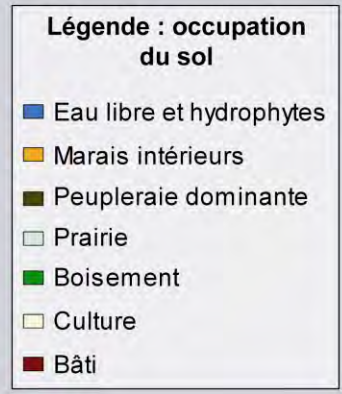 Légende : occupation
du sol
Eau libre et hydrophytes
Marais intérieurs
Peupleraie dominante
Prairie
Boisement
Culture
Bâti